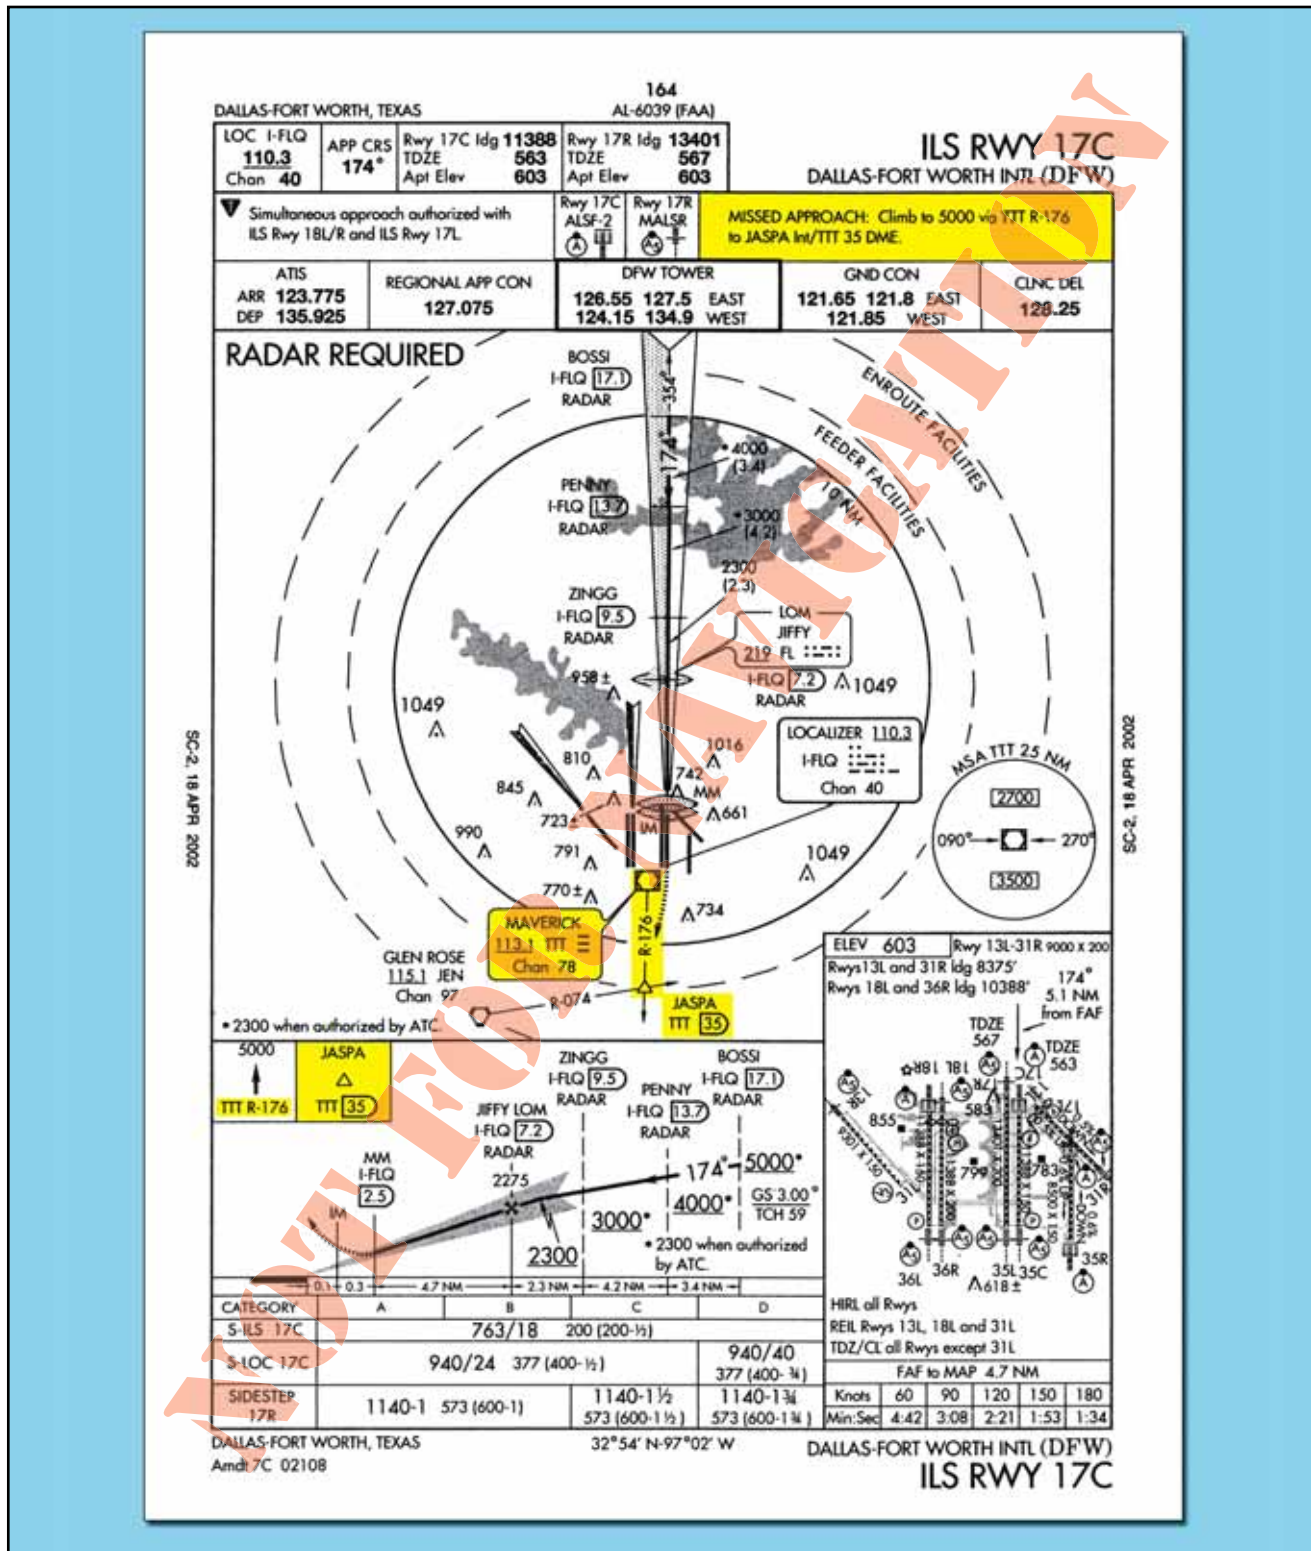 164
DALLAS-FORT WORTH, TEXAS
AL-6039 (FAA)
LOC I-FLQ
110.3
Chan 40
APP CRS
174°
Rwy 17C ldg 11388
TDZE 563
Apt Elev 603
Rwy 17R ldg 13401
TDZE 567
Apt Elev 603
ILS RWY 17C
DALLAS-FORT WORTH INTL (DFW)
Simultaneous approach authorized with
ILS Rwy 18L/R and ILS Rwy 17L.
Rwy 17C
ALSF-2
A
Rwy 17R
MALSR
A5
MISSED APPROACH: Climb to 5000 via TTT R-176
to JASPA Int/TTT 35 DME.
ATIS
ARR 123.775
DEP 135.925
REGIONAL APP CON
127.075
DFW TOWER
126.55 127.5 EAST
124.15 134.9 WEST
GND CON
121.65 121.8 EAST
121.85 WEST
CLNC DEL
128.25
RADAR REQUIRED
BOSSI
I-FLQ 17.1
RADAR
354°
174°
ENROUTE FACILITIES
FEEDER FACILITIES
10 NM
*4000
(3.4)
PENNY
I-FLQ 13.7
RADAR
*3000
(4.2)
2300
(2.3)
ZINGG
I-FLQ 9.5
RADAR
LOM
JIFFY
219 FL
I-FLQ 7.2
RADAR
1049
958 ±
1049
LOCALIZER 110.3
I-FLQ
Chan 40
1016
810
742
MM
845
723 ±
661
IM
990
791
1049
770 ±
734
MSA TTT 25 NM
2700
090°
270°
3500
MAVERICK
113.1 TTT
Chan 78
R-176
GLEN ROSE
115.1 JEN
Chan 97
R-074
JASPA
TTT 35
* 2300 when authorized by ATC.
SC-2, 18 APR 2002
SC-2, 18 APR 2002
5000
TTT R-176
JASPA
TTT 35
ZINGG
I-FLQ 9.5
RADAR
BOSSI
I-FLQ 17.1
RADAR
PENNY
I-FLQ 13.7
RADAR
JIFFY LOM
I-FLQ 7.2
RADAR
2275
MM
I-FLQ
2.5
IM
174°
5000*
4000*
3000*
2300
GS 3.00°
TCH 59
* 2300 when authorized
by ATC.
0.1
0.3
4.7 NM
2.3 NM
4.2 NM
3.4 NM
ELEV 603
Rwy 13L-31R 9000 X 200
Rwys13L and 31R ldg 8375'
Rwys 18L and 36R ldg 10388'
174°
5.1 NM
from FAF
TDZE
567
TDZE
563
18R
18L
17R
17C
17L
855
583
799
783
9301 X 150
8500 X 150
31L
31R
36L
36R
35L
35C
35R
618 ±
HIRL all Rwys
REIL Rwys 13L, 18L and 31L
TDZ/CL all Rwys except 31L
FAF to MAP 4.7 NM
Knots 60 90 120 150 180
Min:Sec 4:42 3:08 2:21 1:53 1:34
CATEGORY A B C D
S-ILS 17C 763/18 200 (200-½)
S-LOC 17C 940/24 377 (400-½) 940/40 377 (400-¾)
SIDESTEP
17R
1140-1 573 (600-1)
1140-1½
573 (600-1½)
1140-1¾
573 (600-1¾)
DALLAS-FORT WORTH, TEXAS
Amdt 7C 02108
32°54' N-97°02' W
DALLAS-FORT WORTH INTL (DFW)
ILS RWY 17C
NOT FOR NAVIGATION